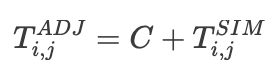 T_{i,j}^{ADJ} = C + T_{i,j}^{SIM}